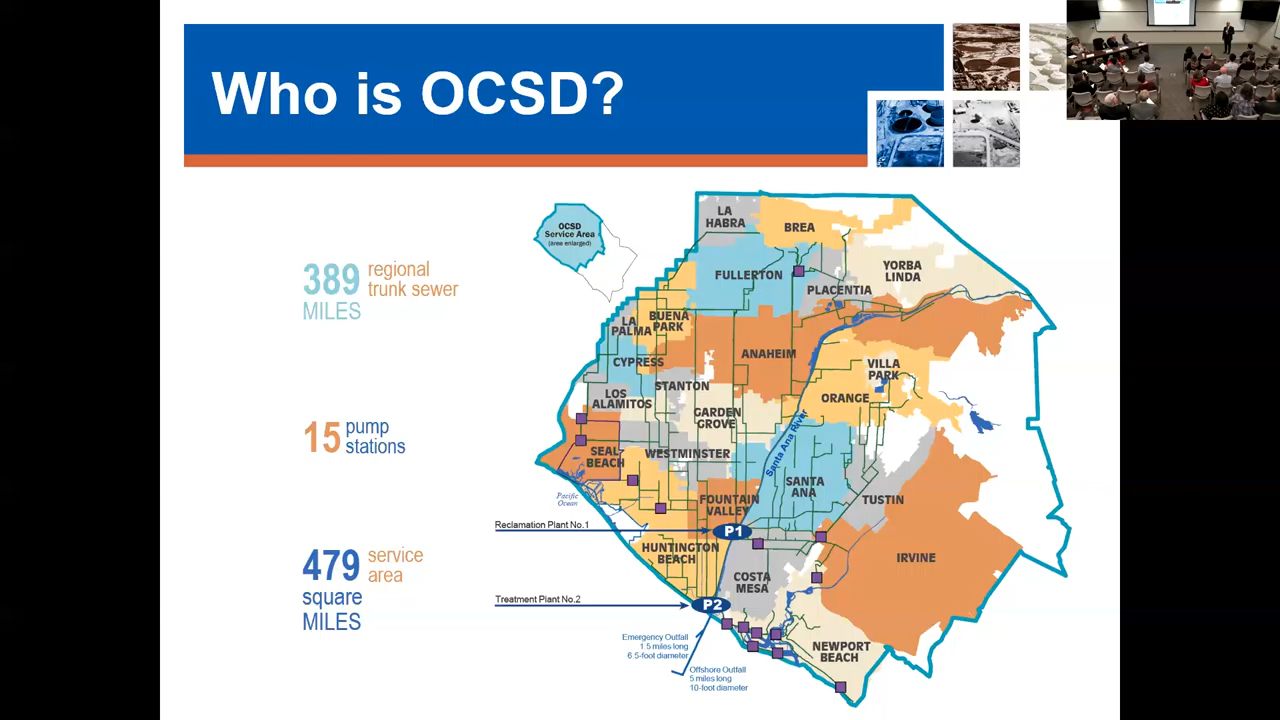 Who is OCSD?
OCSD
Service Area
(area enlarged)
389 regional
trunk sewer
MILES
15 pump
stations
479 service
area
square
MILES
LA
HABRA
BREA
FULLERTON
YORBA
LINDA
PLACENTIA
BUENA
PARK
LA
PALMA
ANAHEIM
CYPRESS
VILLA
PARK
STANTON
LOS
ALAMITOS
ORANGE
GARDEN
GROVE
Santa Ana River
SEAL
BEACH
WESTMINSTER
SANTA
ANA
Pacific
Ocean
FOUNTAIN
VALLEY
TUSTIN
Reclamation Plant No.1
P1
HUNTINGTON
BEACH
IRVINE
COSTA
MESA
Treatment Plant No.2
P2
Emergency Outfall
1.5 miles long
6.5-foot diameter
NEWPORT
BEACH
Offshore Outfall
5 miles long
10-foot diameter